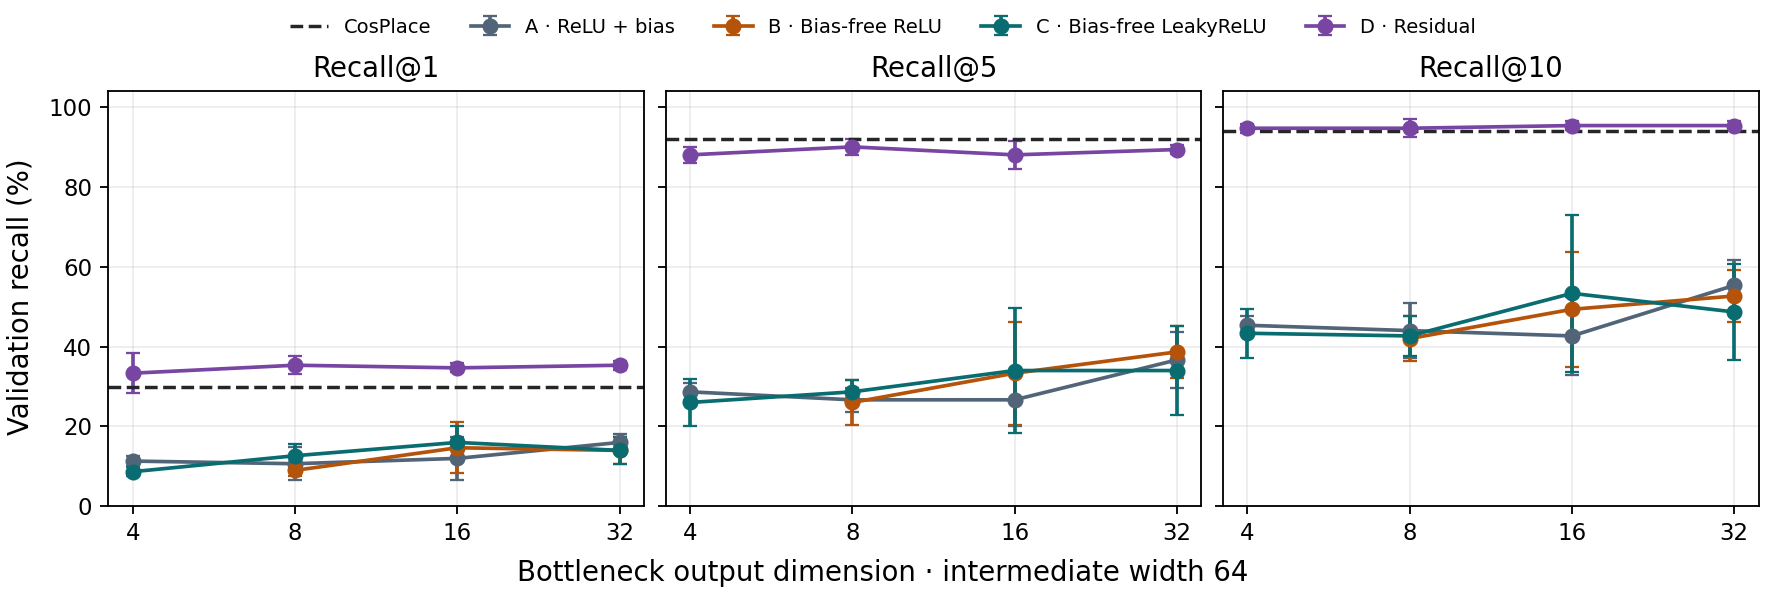 CosPlace A · ReLU + bias B · Bias-free ReLU C · Bias-free LeakyReLU D · Residual
Recall@1 Recall@5 Recall@10
Validation recall (%)
100
80
60
40
20
0
4 8 16 32 4 8 16 32 4 8 16 32
Bottleneck output dimension · intermediate width 64